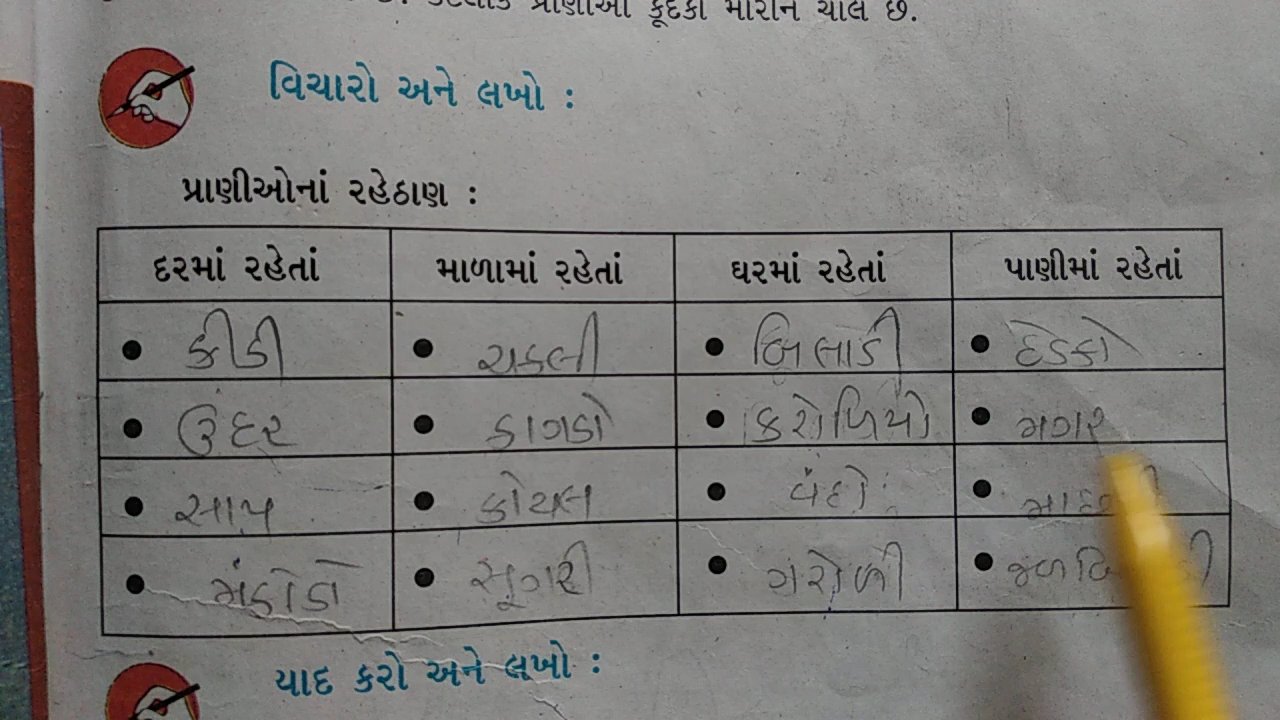 પ્રાણીઓ કૂદકા મારીને ચાલે છે.
વિચારો અને લખો :
પ્રાણીઓનાં રહેઠાણ :
દરમાં રહેતાં માળામાં રહેતાં ઘરમાં રહેતાં પાણીમાં રહેતાં
• કીડી • ચકલી • બિલાડી • દેડકો
• ઉંદર • કાગડો • કરોળિયો • મગર
• સાપ • કોયલ • વંદો •
• મંકોડો • સૂગરી • ગરોળી •
યાદ કરો અને લખો :